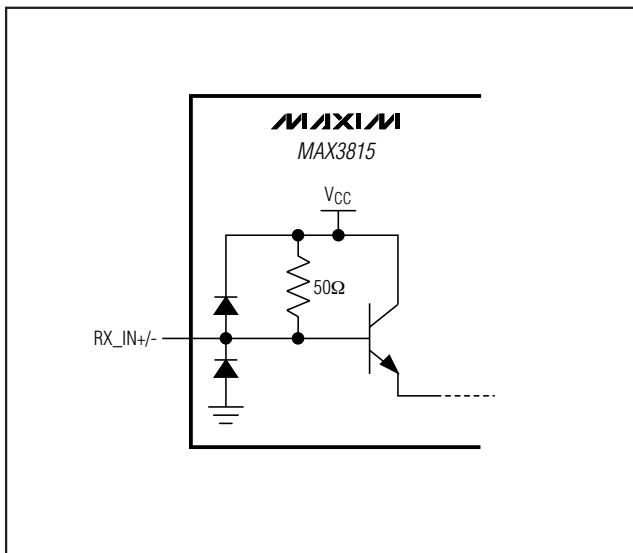 MAXIM
MAX3815
VCC
50Ω
RX_IN+/-